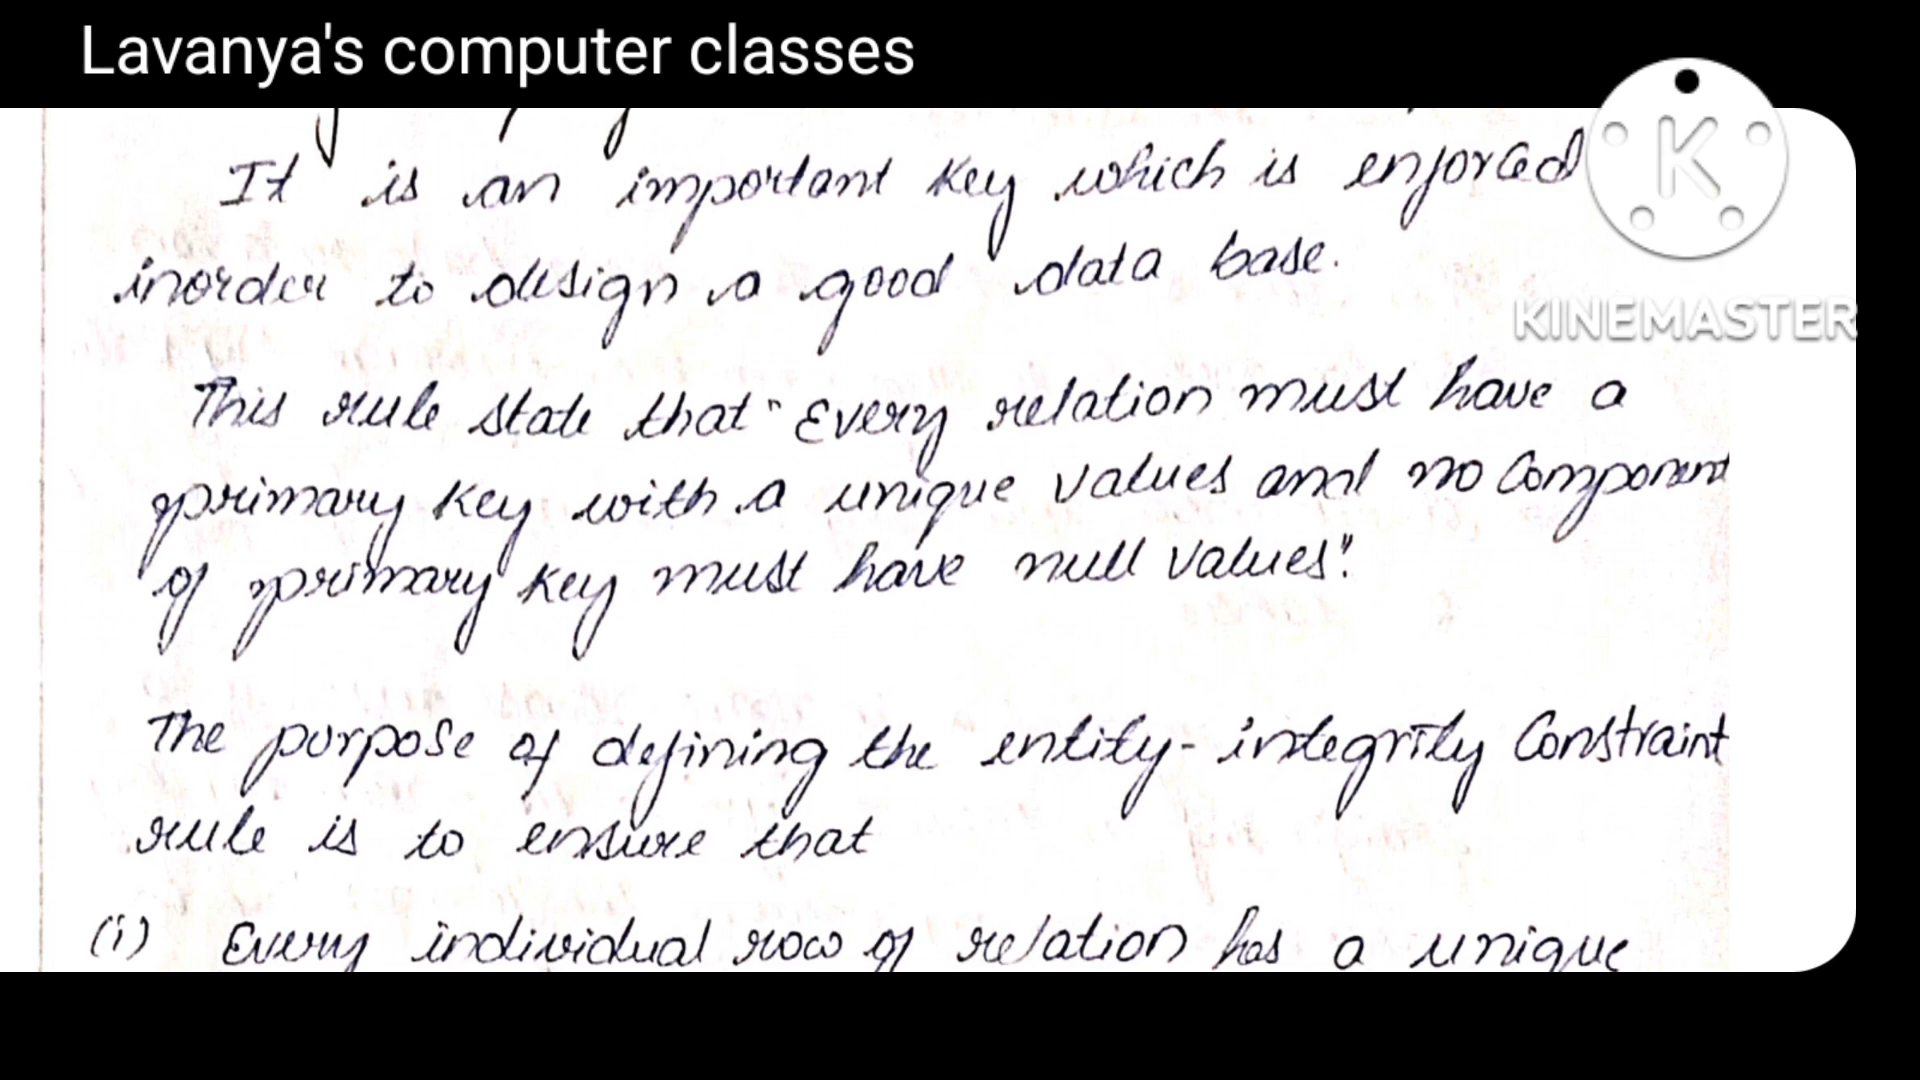 Lavanya's computer classes
It is an important Key which is enforced
inorder to design a good data base.
This rule state that "Every relation must have a
primary Key with a unique values and no Component
of primary key must have null values".
The purpose of defining the entity-integrity Constraint
rule is to ensure that
(i) Every individual row of relation has a unique
K
KINEMASTER